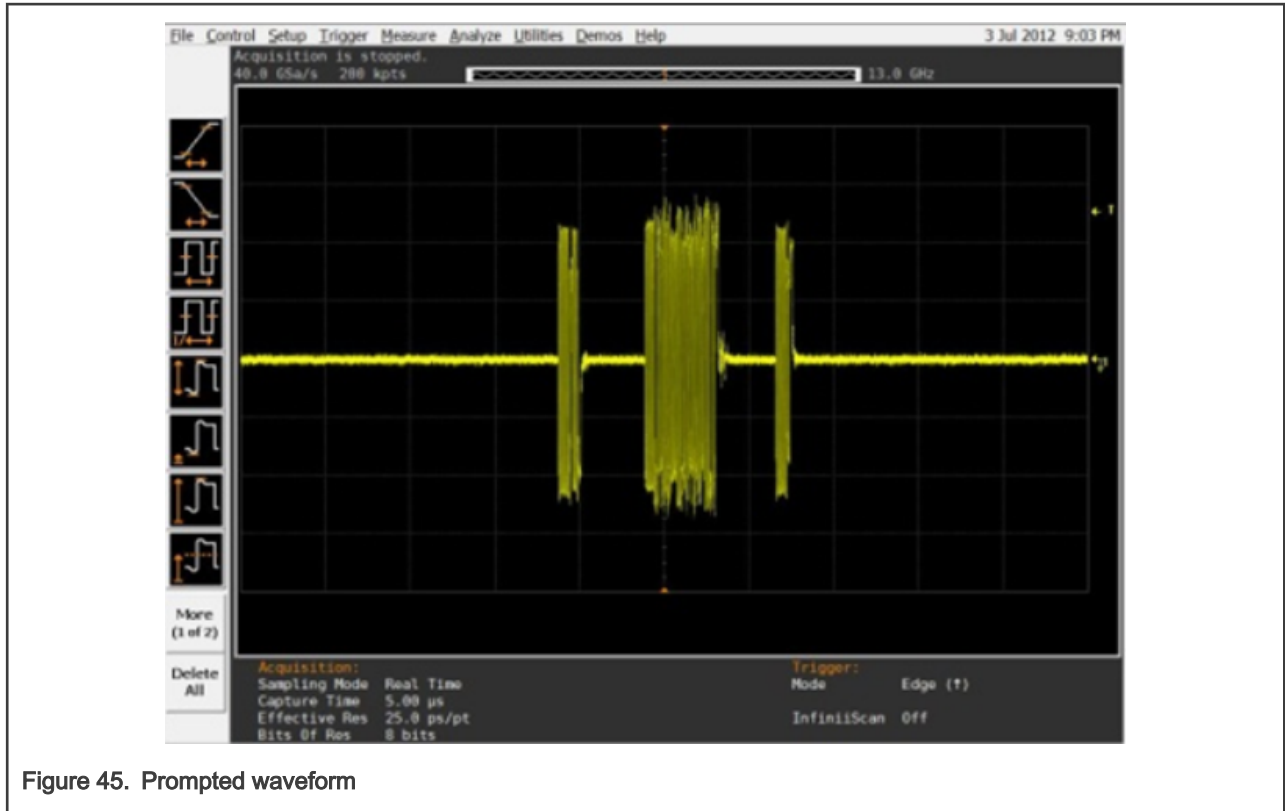 File Control Setup Trigger Measure Analyze Utilities Demos Help 3 Jul 2012 9:03 PM
Acquisition is stopped.
40.0 GSa/s 200 kpts 13.0 GHz
T
More
(1 of 2)
Delete
All
Acquisition:
Sampling Mode Real Time
Capture Time 5.00 µs
Effective Res 25.0 ps/pt
Bits Of Res 8 bits
Trigger:
Mode Edge (↑)
InfiniiScan Off
Figure 45. Prompted waveform